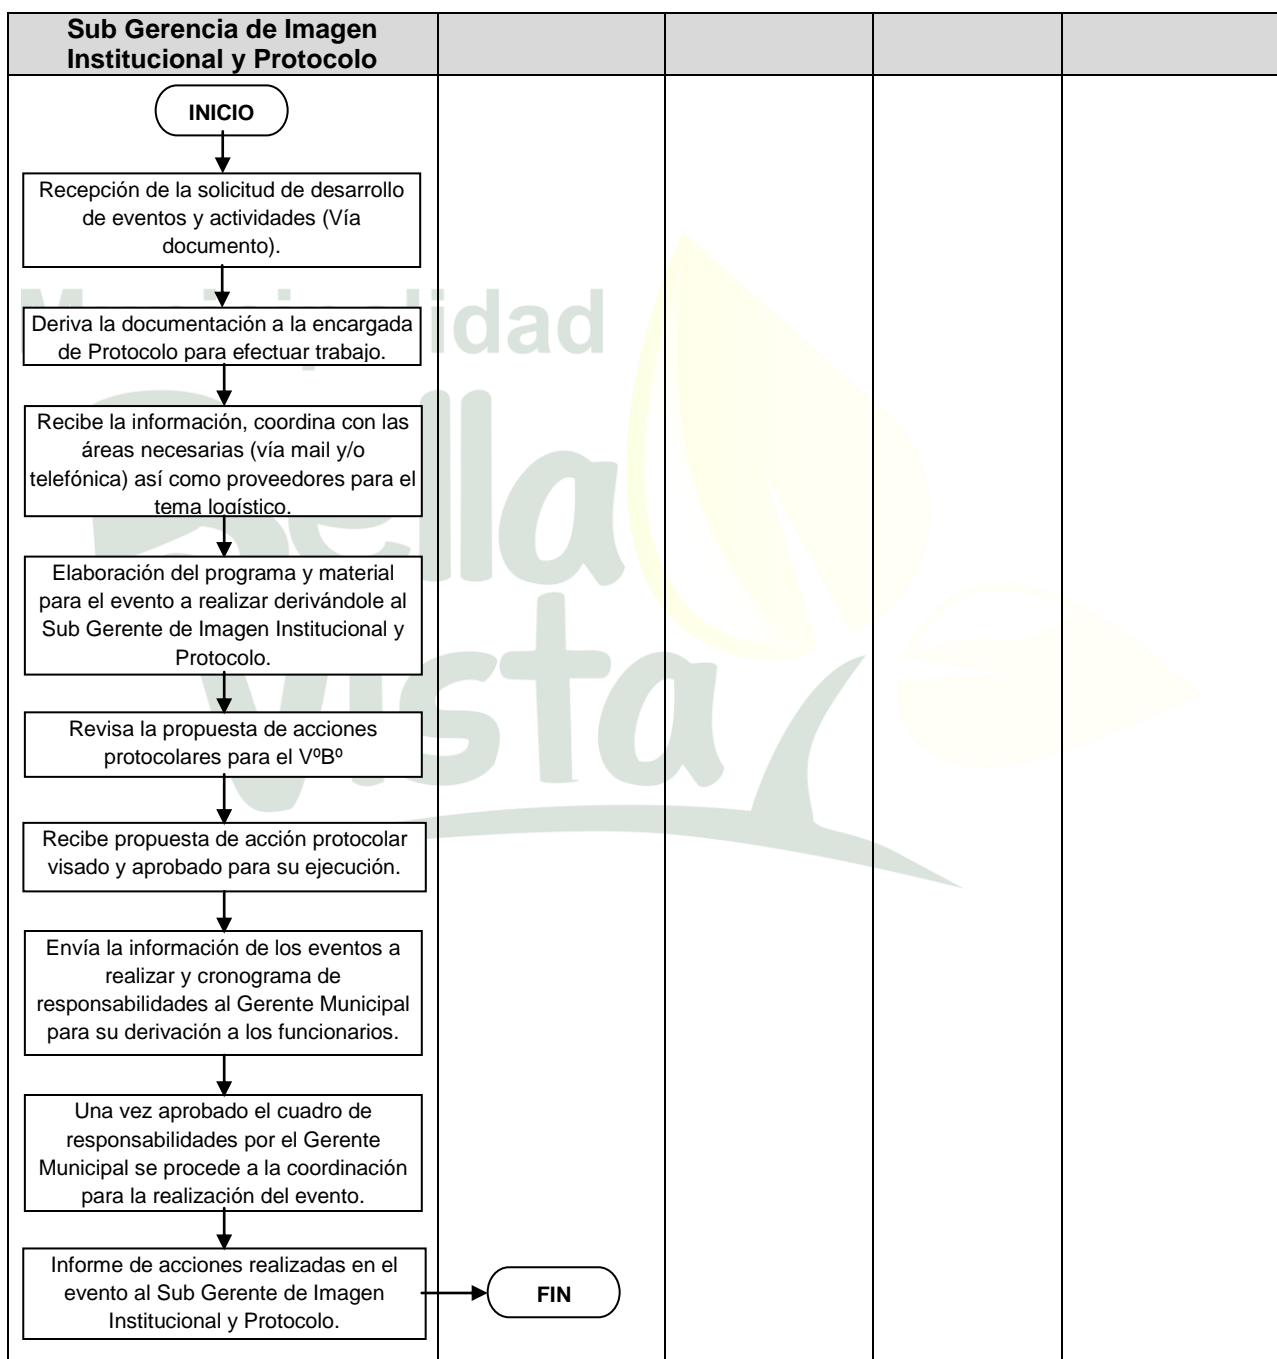 Sub Gerencia de Imagen
Institucional y Protocolo
INICIO
Recepción de la solicitud de desarrollo
de eventos y actividades (Vía
documento).
Deriva la documentación a la encargada
de Protocolo para efectuar trabajo.
Recibe la información, coordina con las
áreas necesarias (vía mail y/o
telefónica) así como proveedores para el
tema logístico.
Elaboración del programa y material
para el evento a realizar derivándole al
Sub Gerente de Imagen Institucional y
Protocolo.
Revisa la propuesta de acciones
protocolares para el VºBº
Recibe propuesta de acción protocolar
visado y aprobado para su ejecución.
Envía la información de los eventos a
realizar y cronograma de
responsabilidades al Gerente Municipal
para su derivación a los funcionarios.
Una vez aprobado el cuadro de
responsabilidades por el Gerente
Municipal se procede a la coordinación
para la realización del evento.
Informe de acciones realizadas en el
evento al Sub Gerente de Imagen
Institucional y Protocolo.
FIN
Municipalidad
Bella
Vista